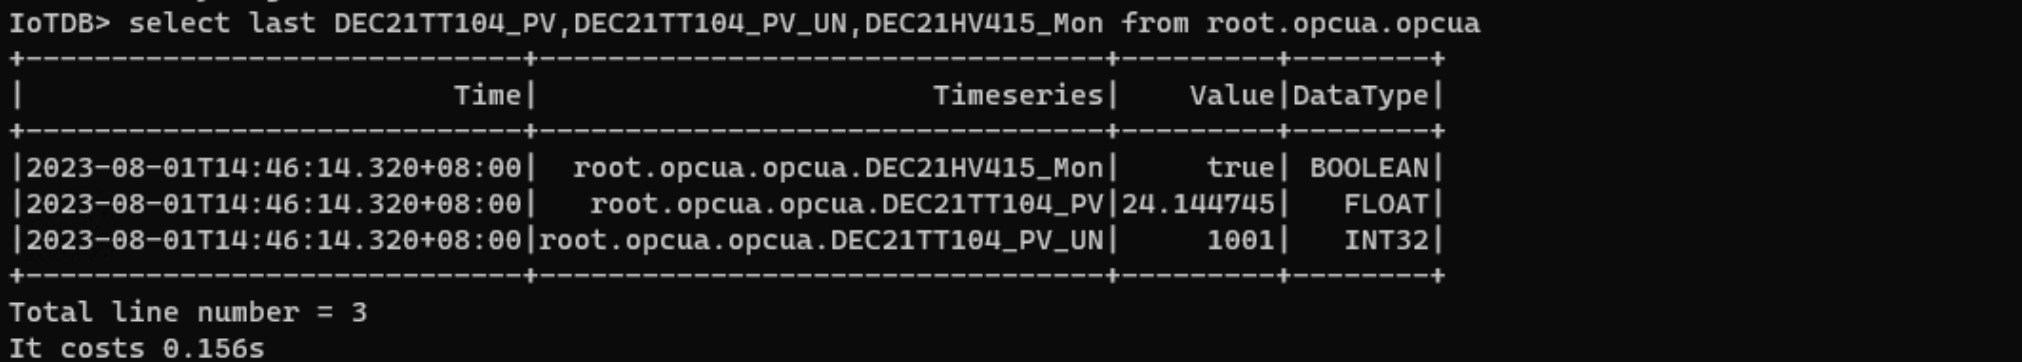 IoTDB> select last DEC21TT104_PV,DEC21TT104_PV_UN,DEC21HV415_Mon from root.opcua.opcua
+-----------------------------+---------------------------------+---------+--------+
|                         Time|                       Timeseries|    Value|DataType|
+-----------------------------+---------------------------------+---------+--------+
|2023-08-01T14:46:14.320+08:00|  root.opcua.opcua.DEC21HV415_Mon|     true| BOOLEAN|
|2023-08-01T14:46:14.320+08:00|   root.opcua.opcua.DEC21TT104_PV|24.144745|   FLOAT|
|2023-08-01T14:46:14.320+08:00|root.opcua.opcua.DEC21TT104_PV_UN|     1001|   INT32|
+-----------------------------+---------------------------------+---------+--------+
Total line number = 3
It costs 0.156s